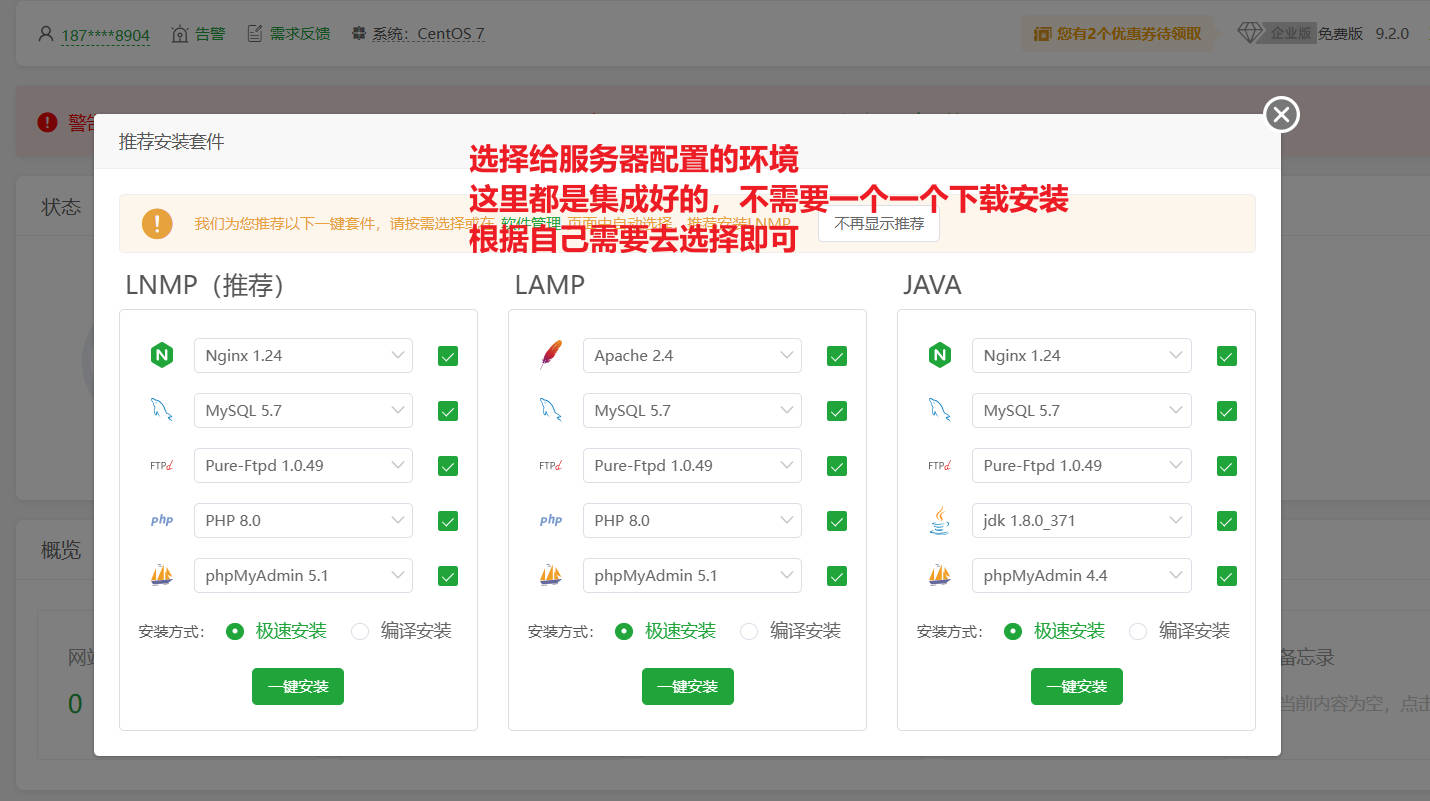 187****8904 告警 需求反馈 系统：CentOS 7 您有2个优惠券待领取 企业版 免费版 9.2.0
警告
推荐安装套件
选择给服务器配置的环境
这里都是集成好的，不需要一个一个下载安装
根据自己需要去选择即可
状态
我们为您推荐以下一键套件，请按需选择或在 软件管理 页面中自动选择，推荐安装LNMP 不再显示推荐
LNMP（推荐） LAMP JAVA
Nginx 1.24 Apache 2.4 Nginx 1.24
MySQL 5.7 MySQL 5.7 MySQL 5.7
FTPd Pure-Ftpd 1.0.49 FTPd Pure-Ftpd 1.0.49 FTPd Pure-Ftpd 1.0.49
php PHP 8.0 php PHP 8.0 jdk 1.8.0_371
概览
phpMyAdmin 5.1 phpMyAdmin 5.1 phpMyAdmin 4.4
安装方式： 极速安装 编译安装 安装方式： 极速安装 编译安装 安装方式： 极速安装 编译安装
网站 备忘录
一键安装 一键安装 一键安装
0 当前内容为空，点击